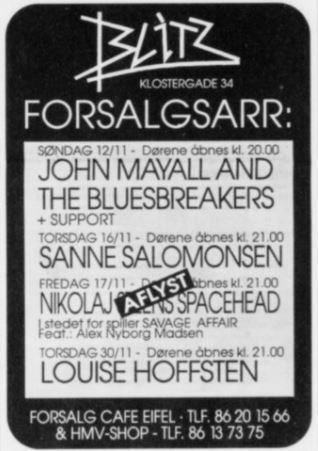 BLITZ
KLOSTERGADE 34
FORSALGSARR:
SØNDAG 12/11 - Dørene åbnes kl. 20.00
JOHN MAYALL AND
THE BLUESBREAKERS
+ SUPPORT
TORSDAG 16/11 - Dørene åbnes kl. 21.00
SANNE SALOMONSEN
FREDAG 17/11 - åbnes kl. 21.00
AFLYST
NIKOLAJ SPACEHEAD
I stedet for spiller SAVAGE AFFAIR
Feat.: Alex Nyborg Madsen
TORSDAG 30/11 - Dørene åbnes kl. 21.00
LOUISE HOFFSTEN
FORSALG CAFE EIFEL · TLF. 86 20 15 66
& HMV-SHOP - TLF. 86 13 73 75